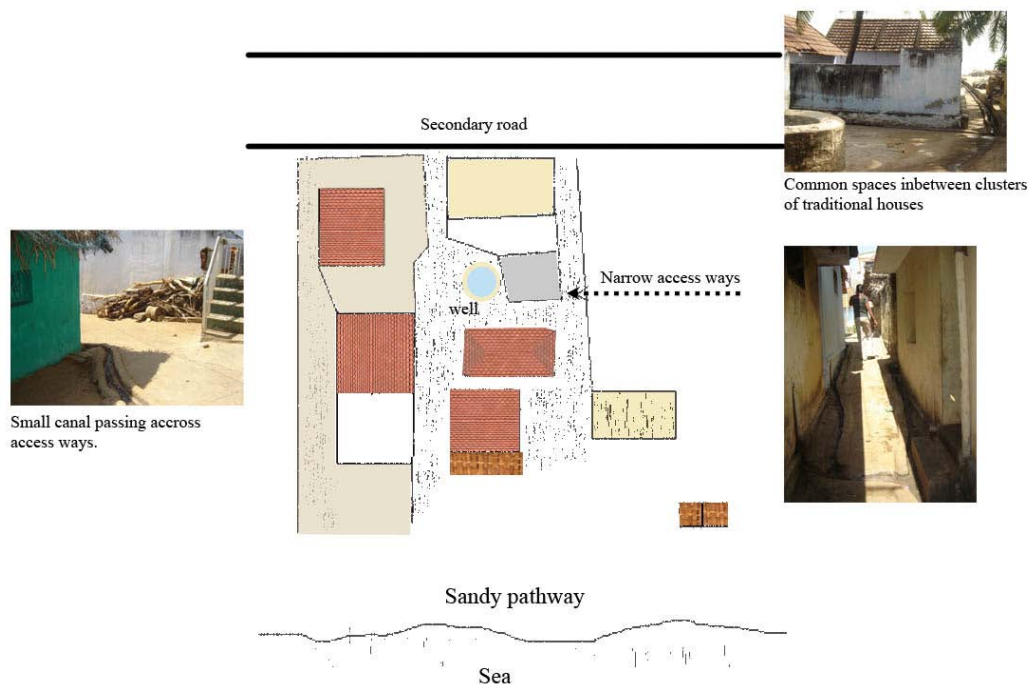 Secondary road
Common spaces inbetween clusters
of traditional houses
Narrow access ways
well
Small canal passing accross
access ways.
Sandy pathway
Sea